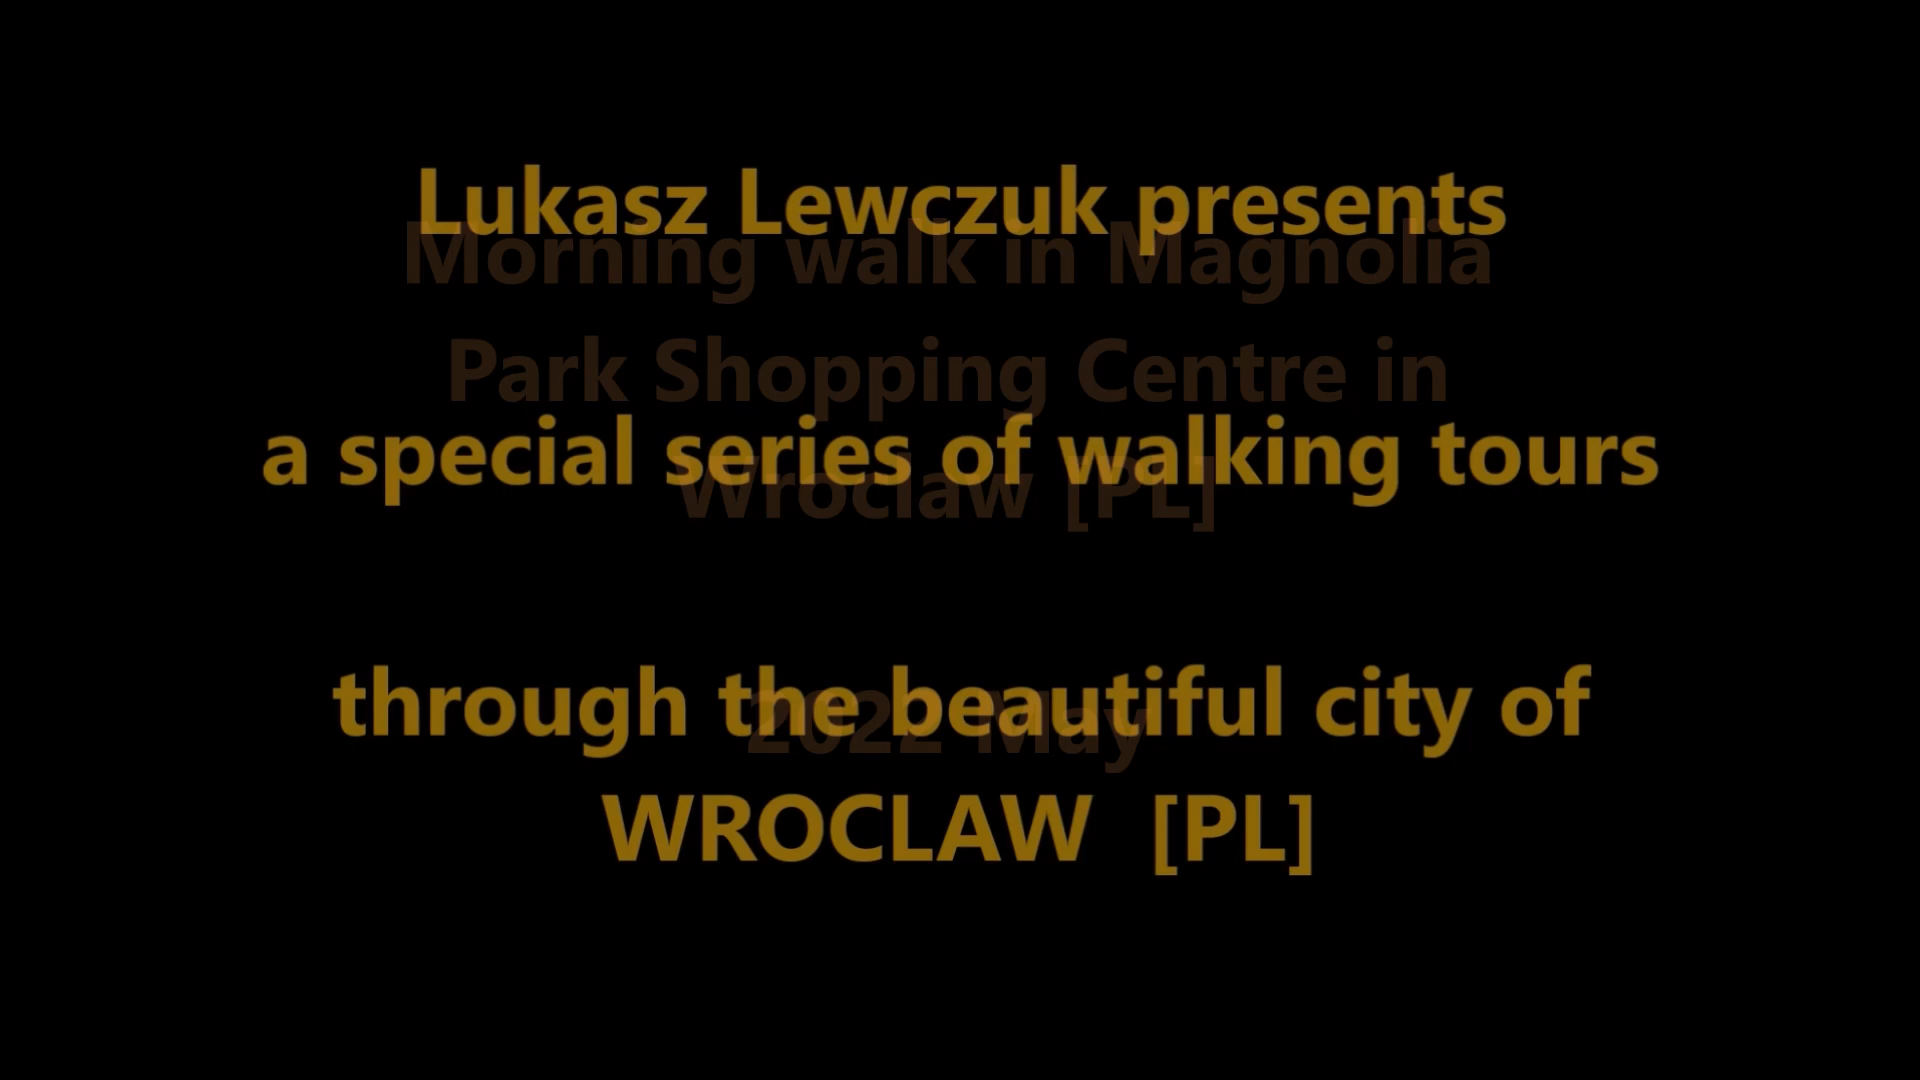 Lukasz Lewczuk presents
a special series of walking tours
through the beautiful city of
WROCLAW [PL]
Morning walk in Magnolia
Park Shopping Centre in
Wroclaw [PL]
2022 May